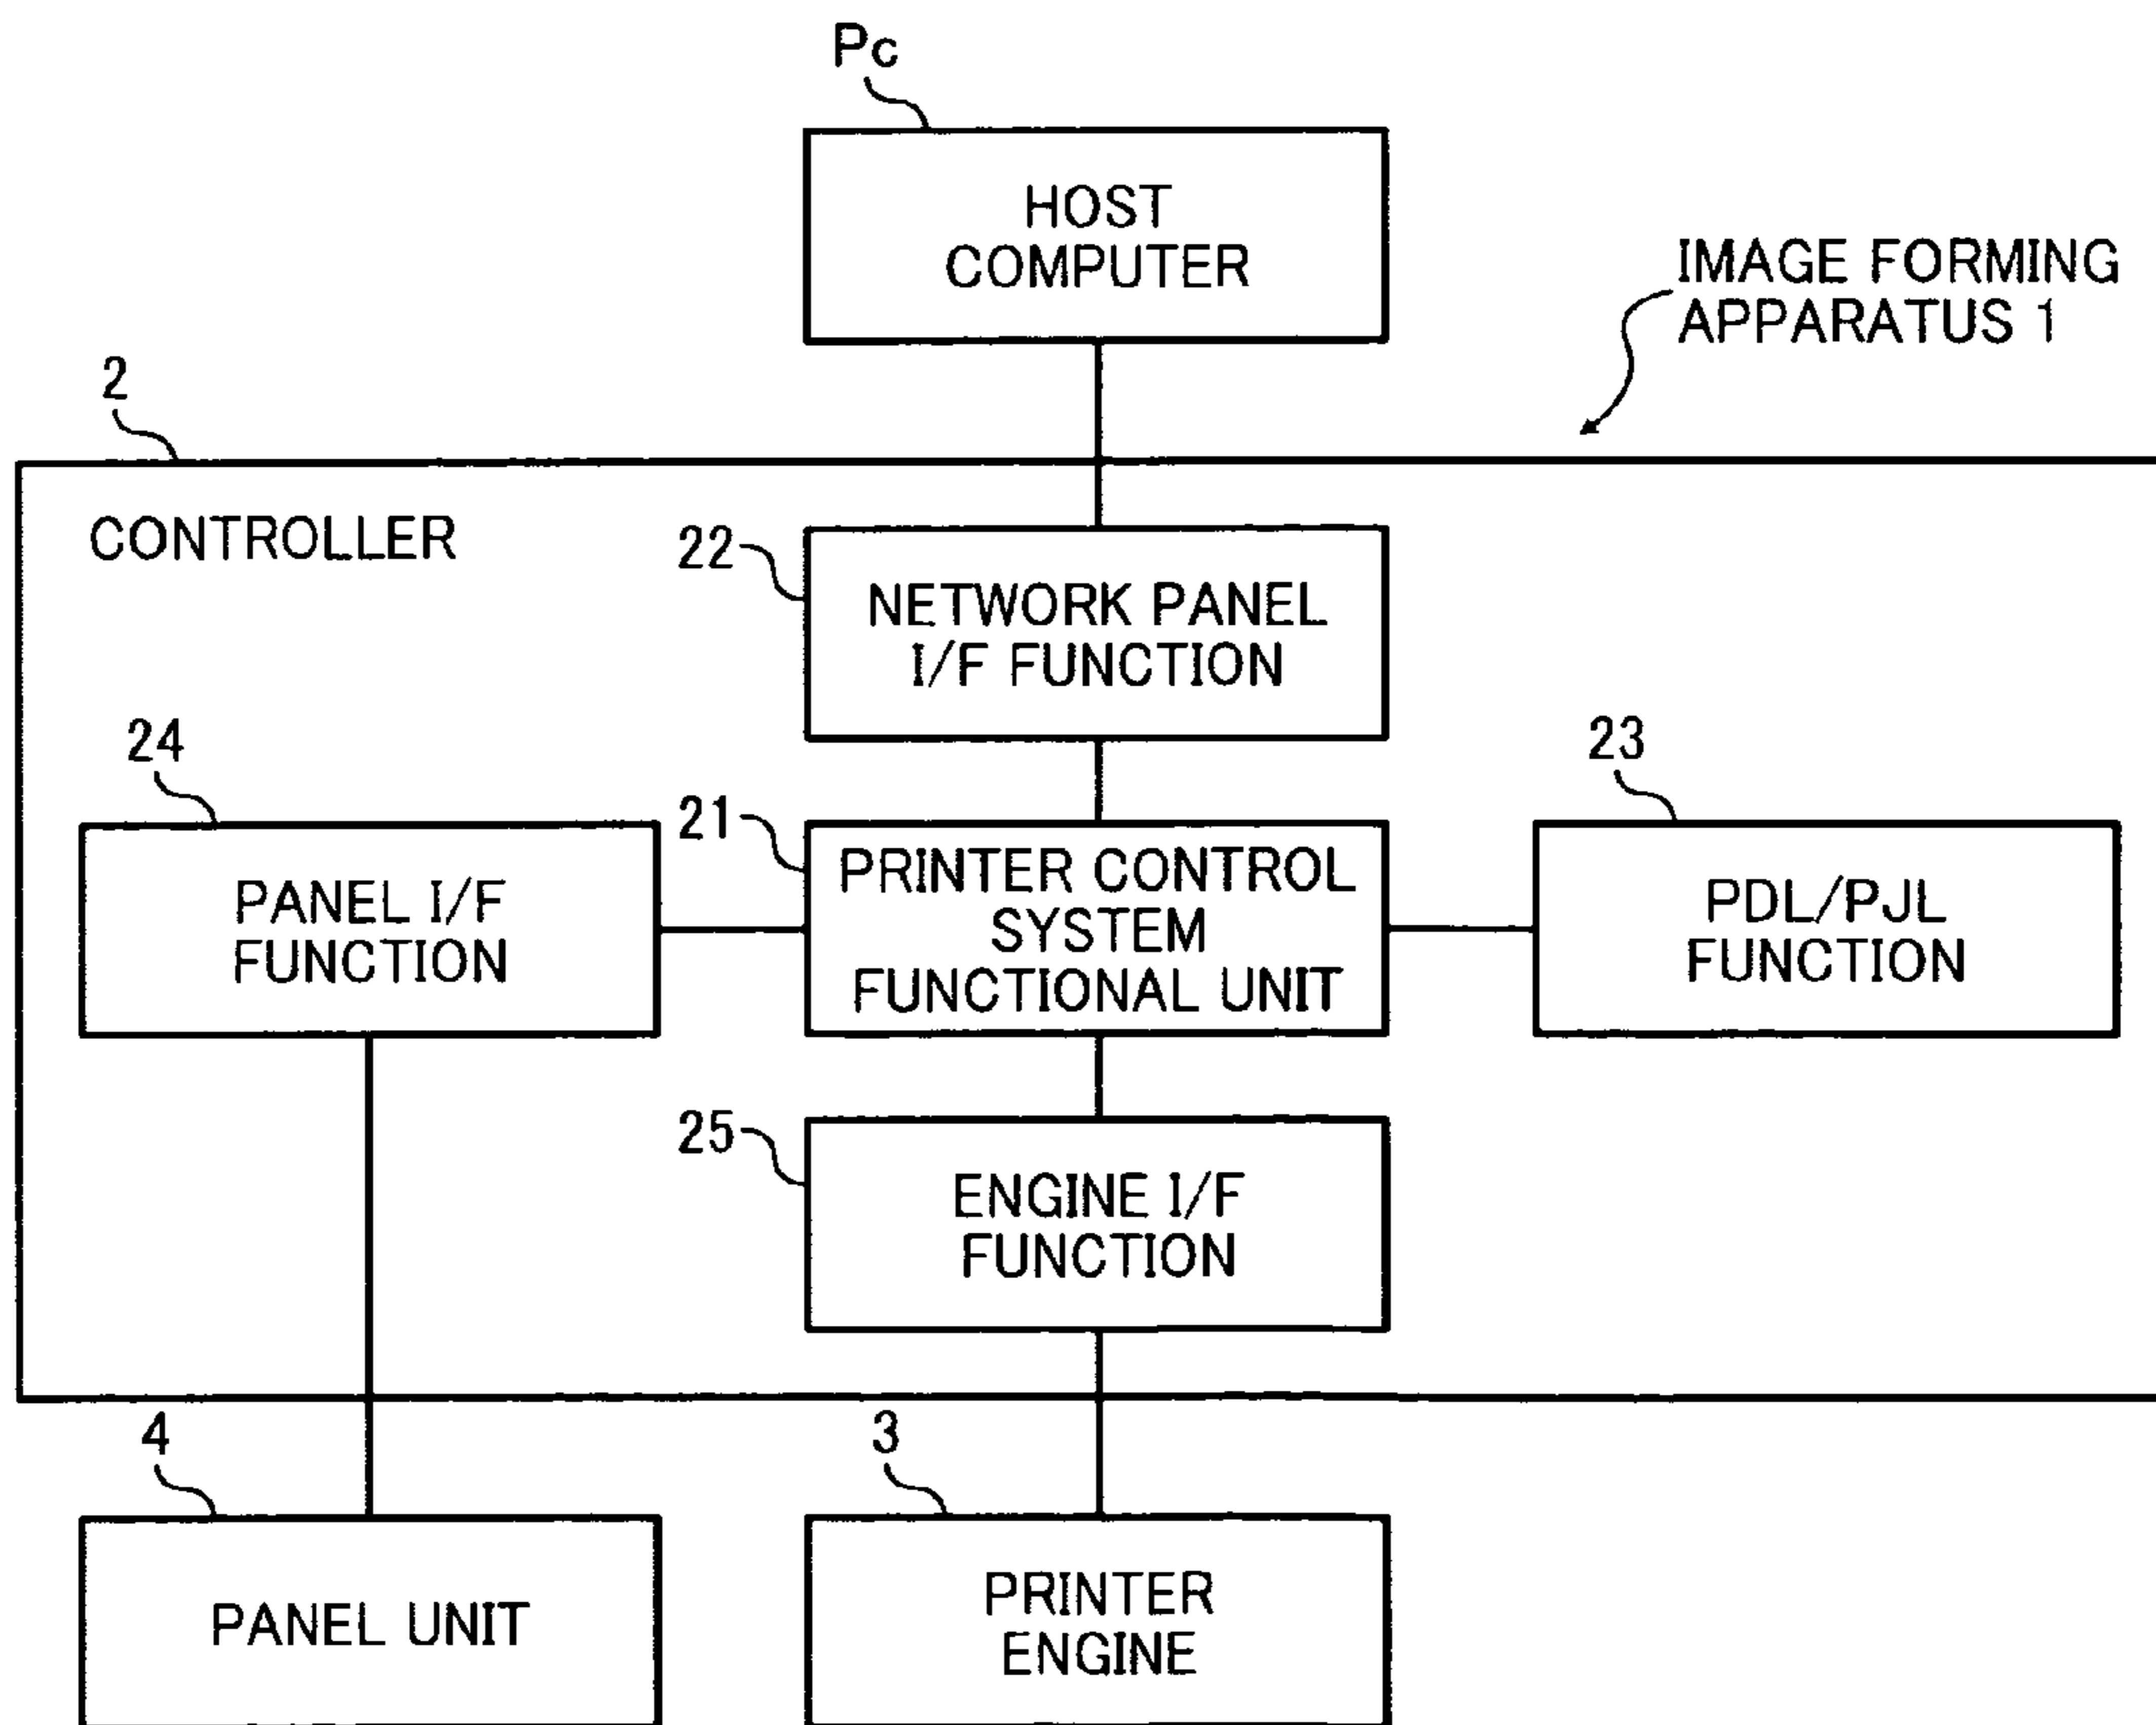 Pc
HOST
COMPUTER
IMAGE FORMING
APPARATUS 1
2
CONTROLLER
22
NETWORK PANEL
I/F FUNCTION
24
PANEL I/F
FUNCTION
21
PRINTER CONTROL
SYSTEM
FUNCTIONAL UNIT
23
PDL/PJL
FUNCTION
25
ENGINE I/F
FUNCTION
4
PANEL UNIT
3
PRINTER
ENGINE